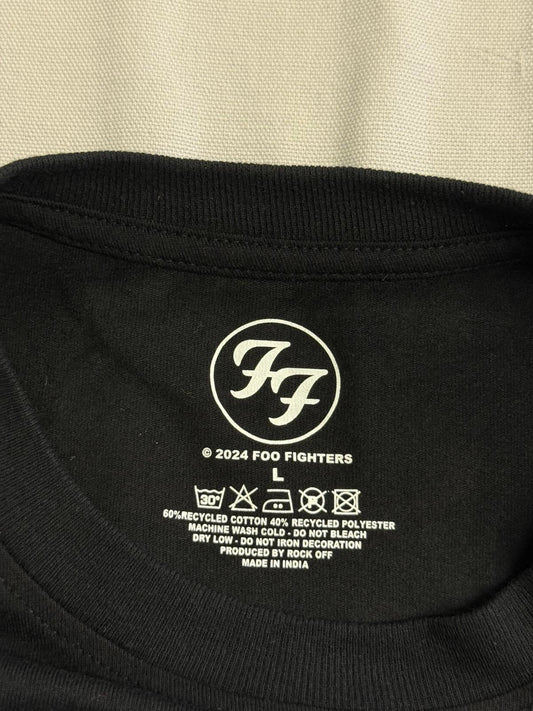 FF
© 2024 FOO FIGHTERS
L
30°
60%RECYCLED COTTON 40% RECYCLED POLYESTER
MACHINE WASH COLD - DO NOT BLEACH
DRY LOW - DO NOT IRON DECORATION
PRODUCED BY ROCK OFF
MADE IN INDIA